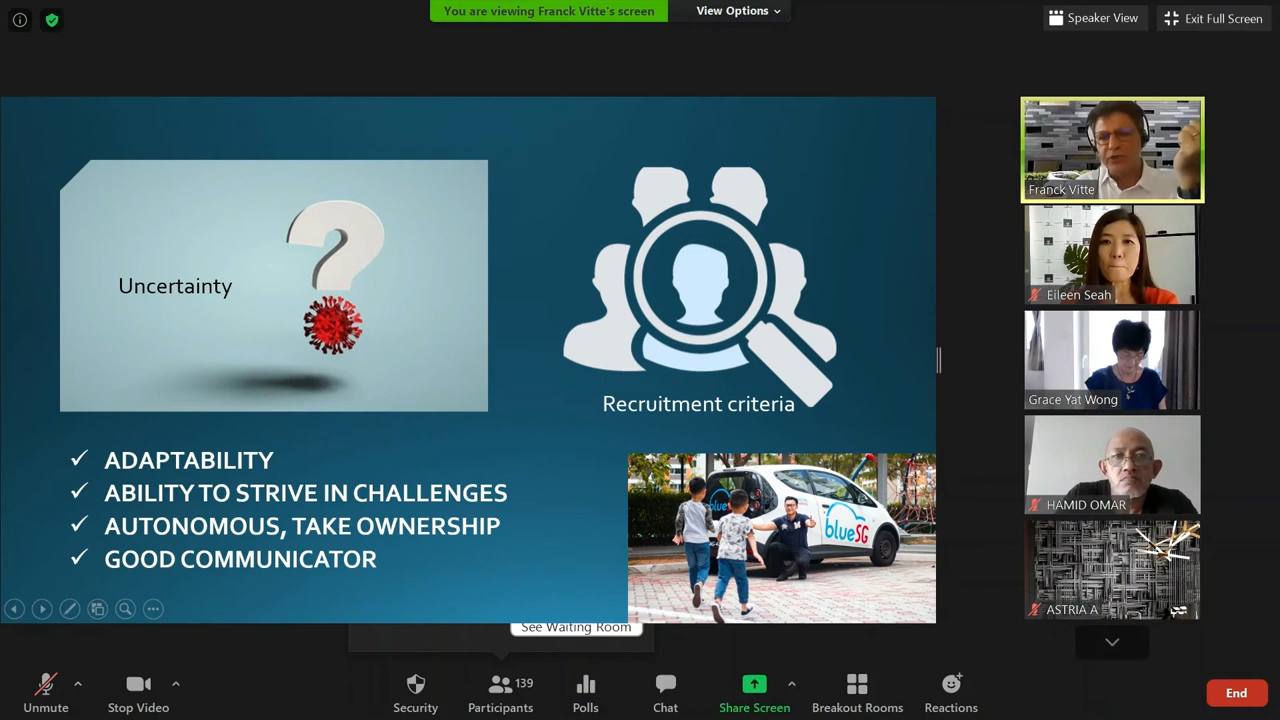 You are viewing Franck Vitte's screen
View Options
Speaker View
Exit Full Screen
Uncertainty
Recruitment criteria
✓ ADAPTABILITY
✓ ABILITY TO STRIVE IN CHALLENGES
✓ AUTONOMOUS, TAKE OWNERSHIP
✓ GOOD COMMUNICATOR
blueSG
Franck Vitte
Eileen Seah
Grace Yat Wong
HAMID OMAR
ASTRIA A
See Waiting Room
Unmute
Stop Video
Security
Participants
139
Polls
Chat
Share Screen
Breakout Rooms
Reactions
End